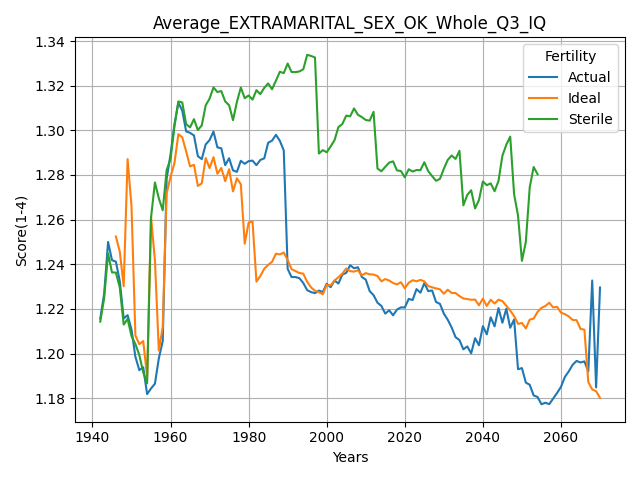 Average_EXTRAMARITAL_SEX_OK_Whole_Q3_IQ
Fertility
Actual
Ideal
Sterile
Score(1-4)
1.34
1.32
1.30
1.28
1.26
1.24
1.22
1.20
1.18
1940
1960
1980
2000
2020
2040
2060
Years